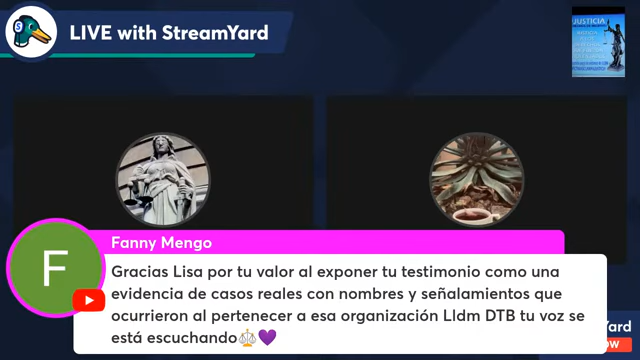 LIVE with StreamYard
JUSTICIA
Fanny Mengo
F
Gracias Lisa por tu valor al exponer tu testimonio como una
evidencia de casos reales con nombres y señalamientos que
ocurrieron al pertenecer a esa organización Lldm DTB tu voz se
está escuchando⚖️💜